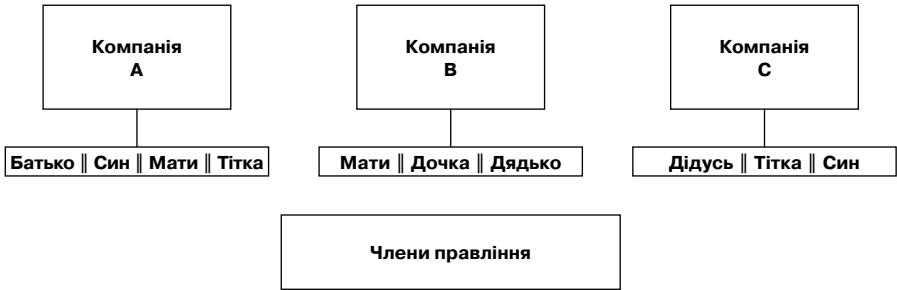 Компанія
А
Компанія
В
Компанія
С
Батько ‖ Син ‖ Мати ‖ Тітка
Мати ‖ Дочка ‖ Дядько
Дідусь ‖ Тітка ‖ Син
Члени правління